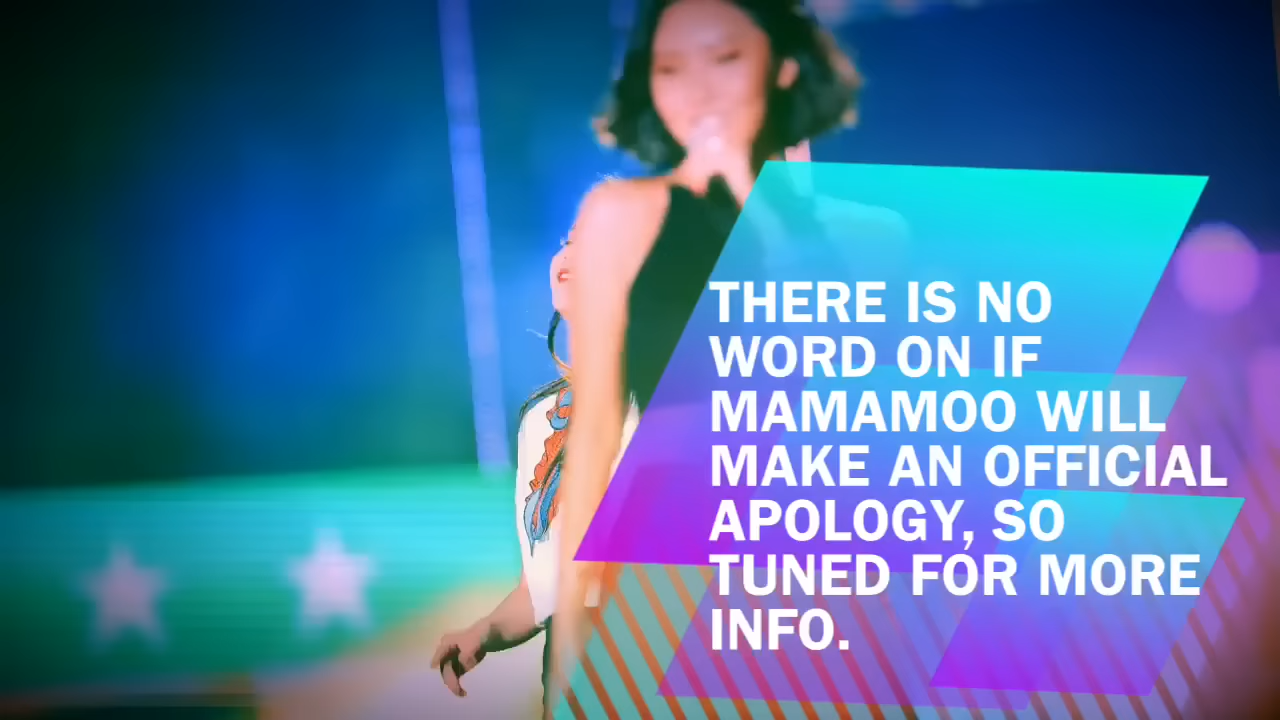 THERE IS NO
WORD ON IF
MAMAMOO WILL
MAKE AN OFFICIAL
APOLOGY, SO
TUNED FOR MORE
INFO.